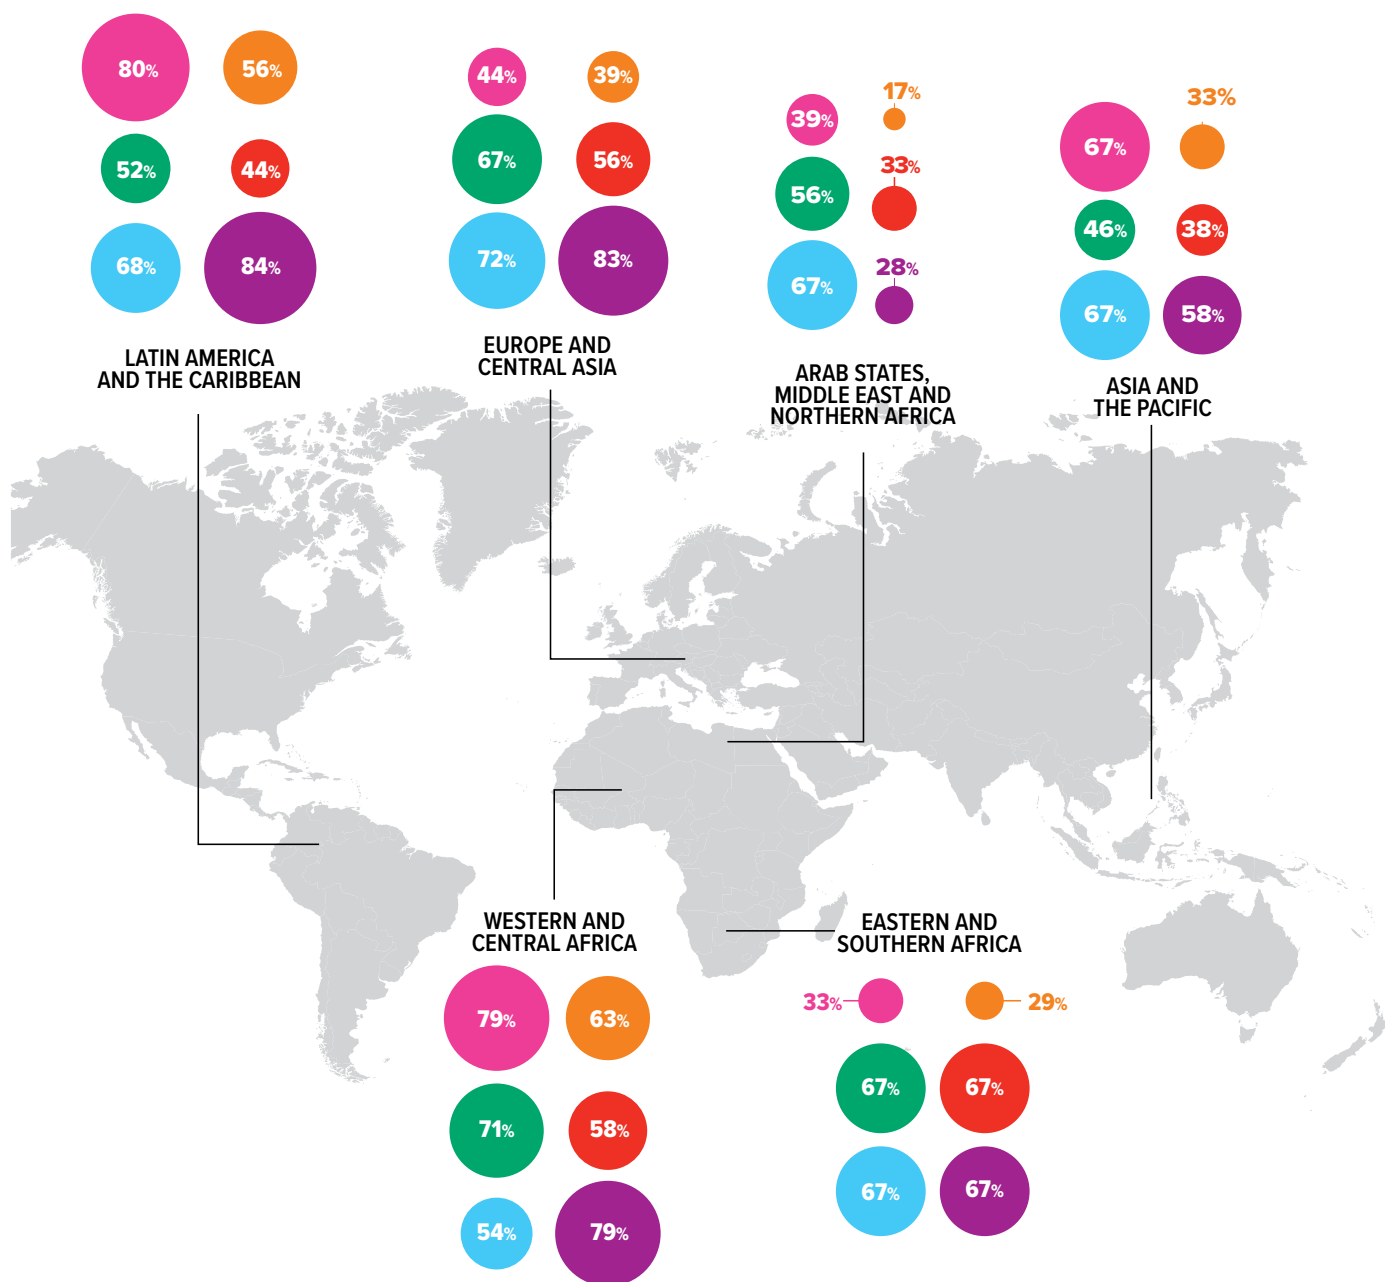 80% 56%
52% 44%
68% 84%
LATIN AMERICA
AND THE CARIBBEAN
44% 39%
67% 56%
72% 83%
EUROPE AND
CENTRAL ASIA
39% 17%
56% 33%
67% 28%
ARAB STATES,
MIDDLE EAST AND
NORTHERN AFRICA
67% 33%
46% 38%
67% 58%
ASIA AND
THE PACIFIC
WESTERN AND
CENTRAL AFRICA
79% 63%
71% 58%
54% 79%
EASTERN AND
SOUTHERN AFRICA
33% 29%
67% 67%
67% 67%